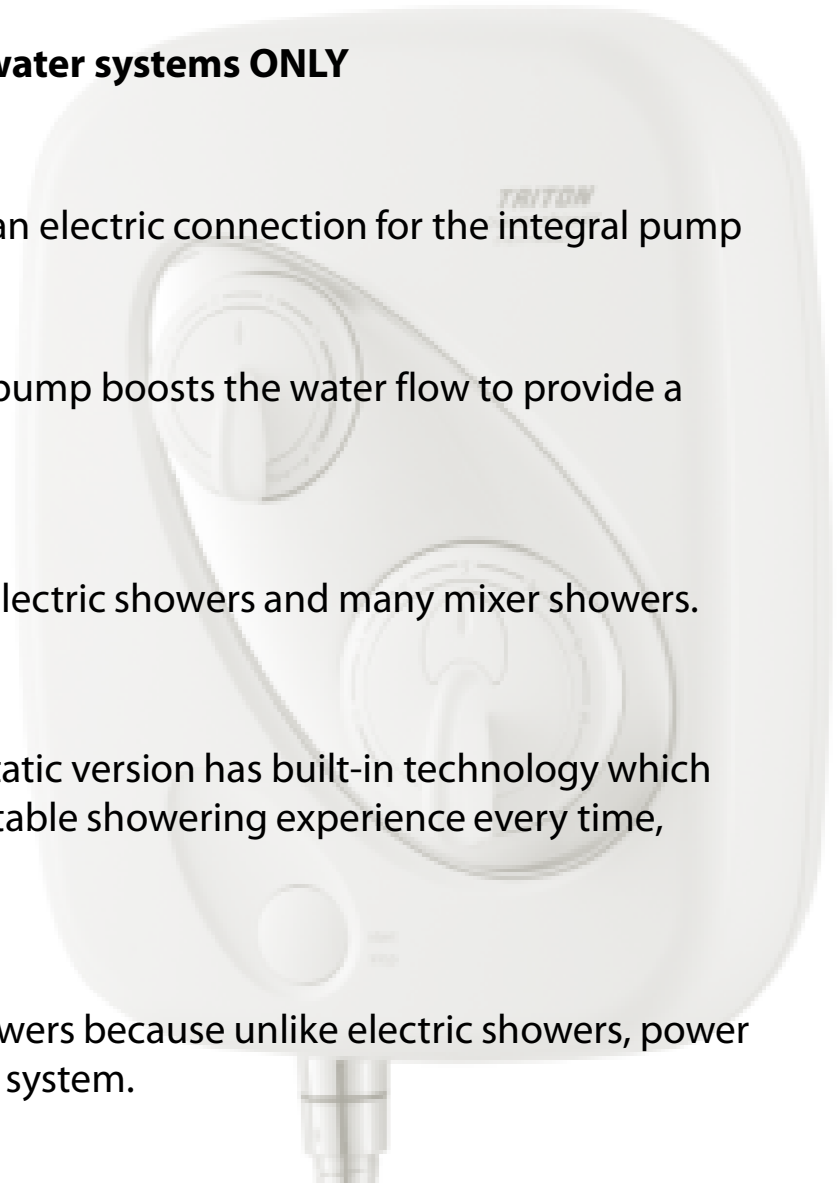 water systems ONLY
TRITON
an electric connection for the integral pump
pump boosts the water flow to provide a
lectric showers and many mixer showers.
tatic version has built-in technology which
table showering experience every time,
wers because unlike electric showers, power
system.